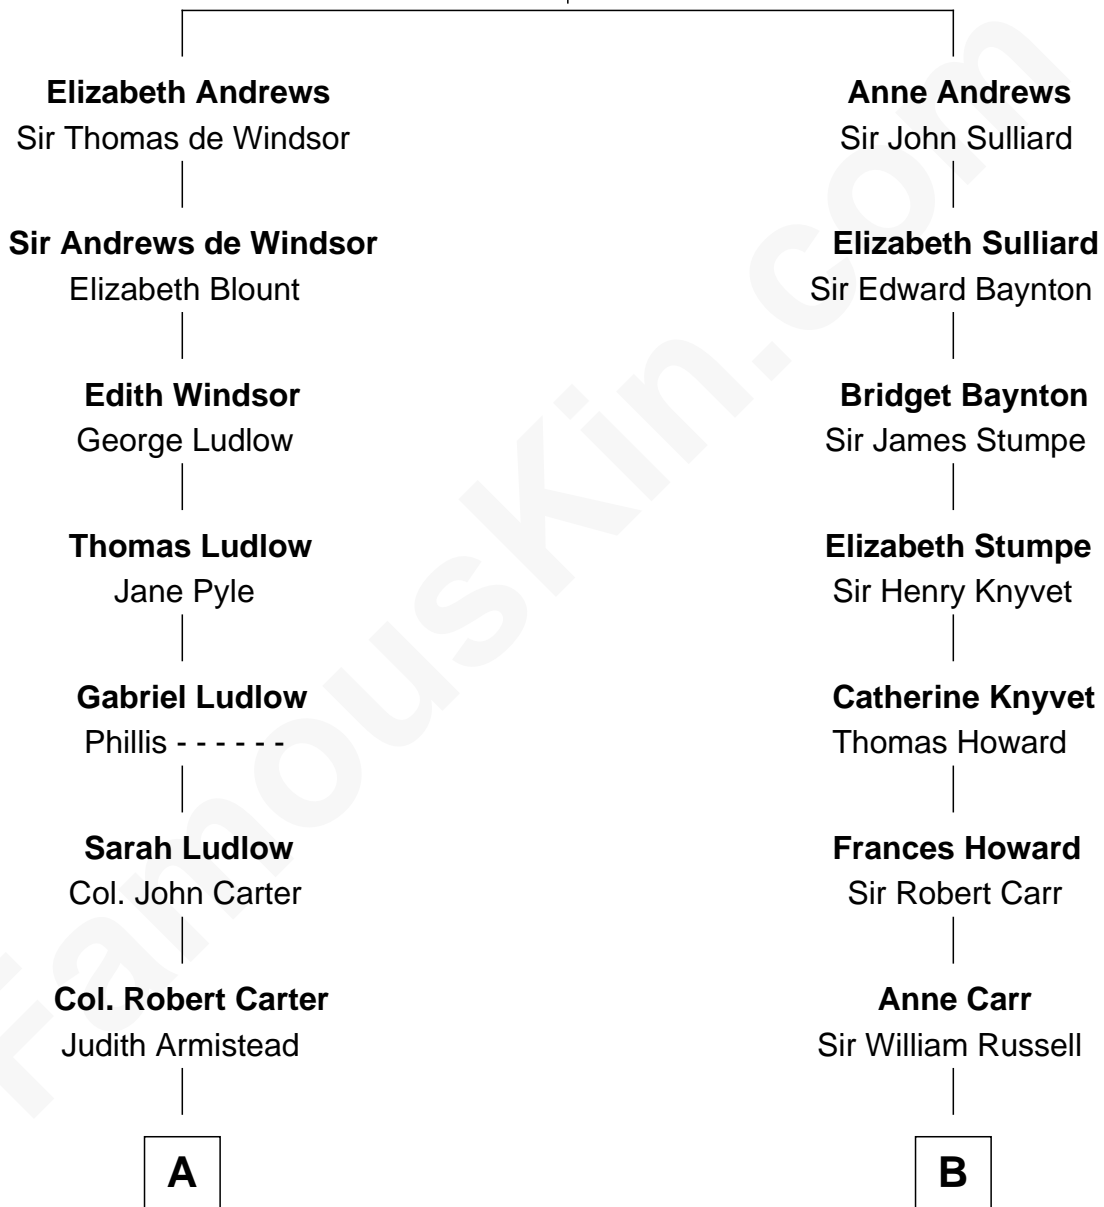 Elizabeth Andrews
Sir Thomas de Windsor
Sir Andrews de Windsor
Elizabeth Blount
Edith Windsor
George Ludlow
Thomas Ludlow
Jane Pyle
Gabriel Ludlow
Phillis - - - - - -
Sarah Ludlow
Col. John Carter
Col. Robert Carter
Judith Armistead
A
Anne Andrews
Sir John Sulliard
Elizabeth Sulliard
Sir Edward Baynton
Bridget Baynton
Sir James Stumpe
Elizabeth Stumpe
Sir Henry Knyvet
Catherine Knyvet
Thomas Howard
Frances Howard
Sir Robert Carr
Anne Carr
Sir William Russell
B
FamousKin.com